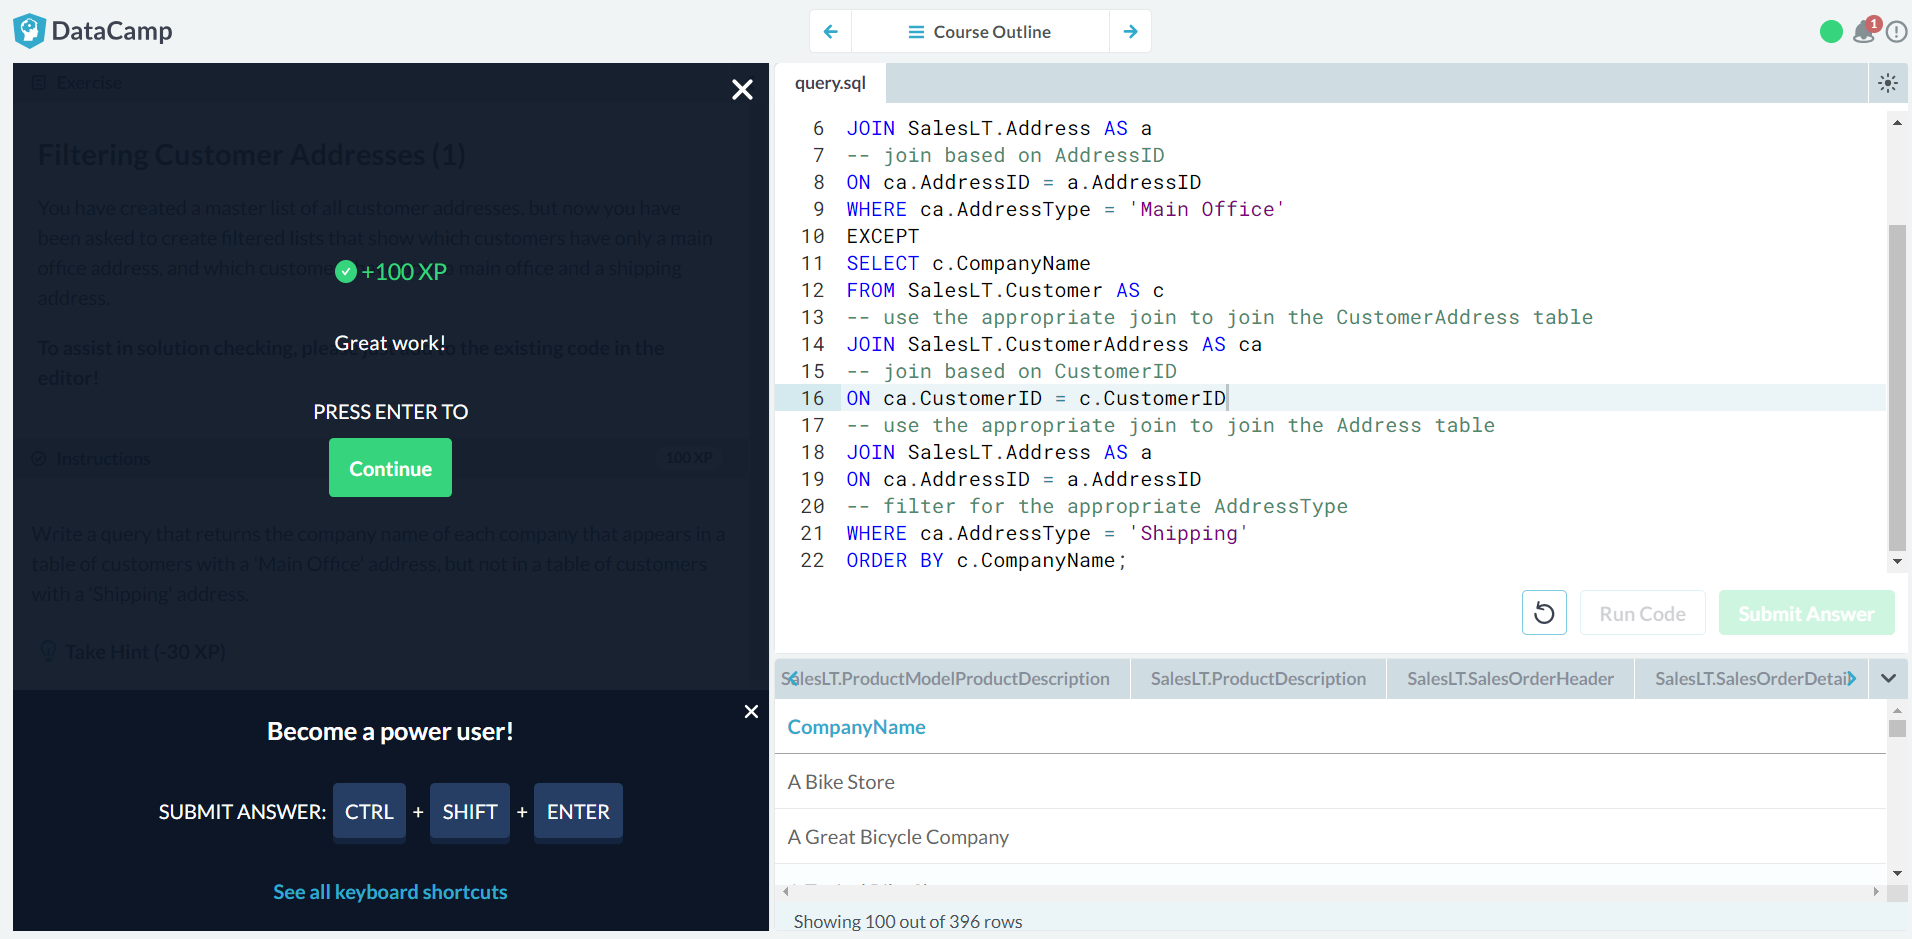 DataCamp
Course Outline
1
Exercise
Filtering Customer Addresses (1)
You have created a master list of all customer addresses, but now you have
been asked to create filtered lists that show which customers have only a main
office address, and which main office and a shipping
address.
+100 XP
Great work!
To assist in solution checking, the existing code in the
editor!
PRESS ENTER TO
Continue
Instructions
100 XP
Write a query that returns the company name of each company that appears in a
table of customers with a 'Main Office' address, but not in a table of customers
with a 'Shipping' address.
Take Hint (-30 XP)
Become a power user!
SUBMIT ANSWER: CTRL + SHIFT + ENTER
See all keyboard shortcuts
query.sql
6 JOIN SalesLT.Address AS a
7 -- join based on AddressID
8 ON ca.AddressID = a.AddressID
9 WHERE ca.AddressType = 'Main Office'
10 EXCEPT
11 SELECT c.CompanyName
12 FROM SalesLT.Customer AS c
13 -- use the appropriate join to join the CustomerAddress table
14 JOIN SalesLT.CustomerAddress AS ca
15 -- join based on CustomerID
16 ON ca.CustomerID = c.CustomerID
17 -- use the appropriate join to join the Address table
18 JOIN SalesLT.Address AS a
19 ON ca.AddressID = a.AddressID
20 -- filter for the appropriate AddressType
21 WHERE ca.AddressType = 'Shipping'
22 ORDER BY c.CompanyName;
Run Code
Submit Answer
SalesLT.ProductModelProductDescription
SalesLT.ProductDescription
SalesLT.SalesOrderHeader
SalesLT.SalesOrderDetail
CompanyName
A Bike Store
A Great Bicycle Company
Showing 100 out of 396 rows